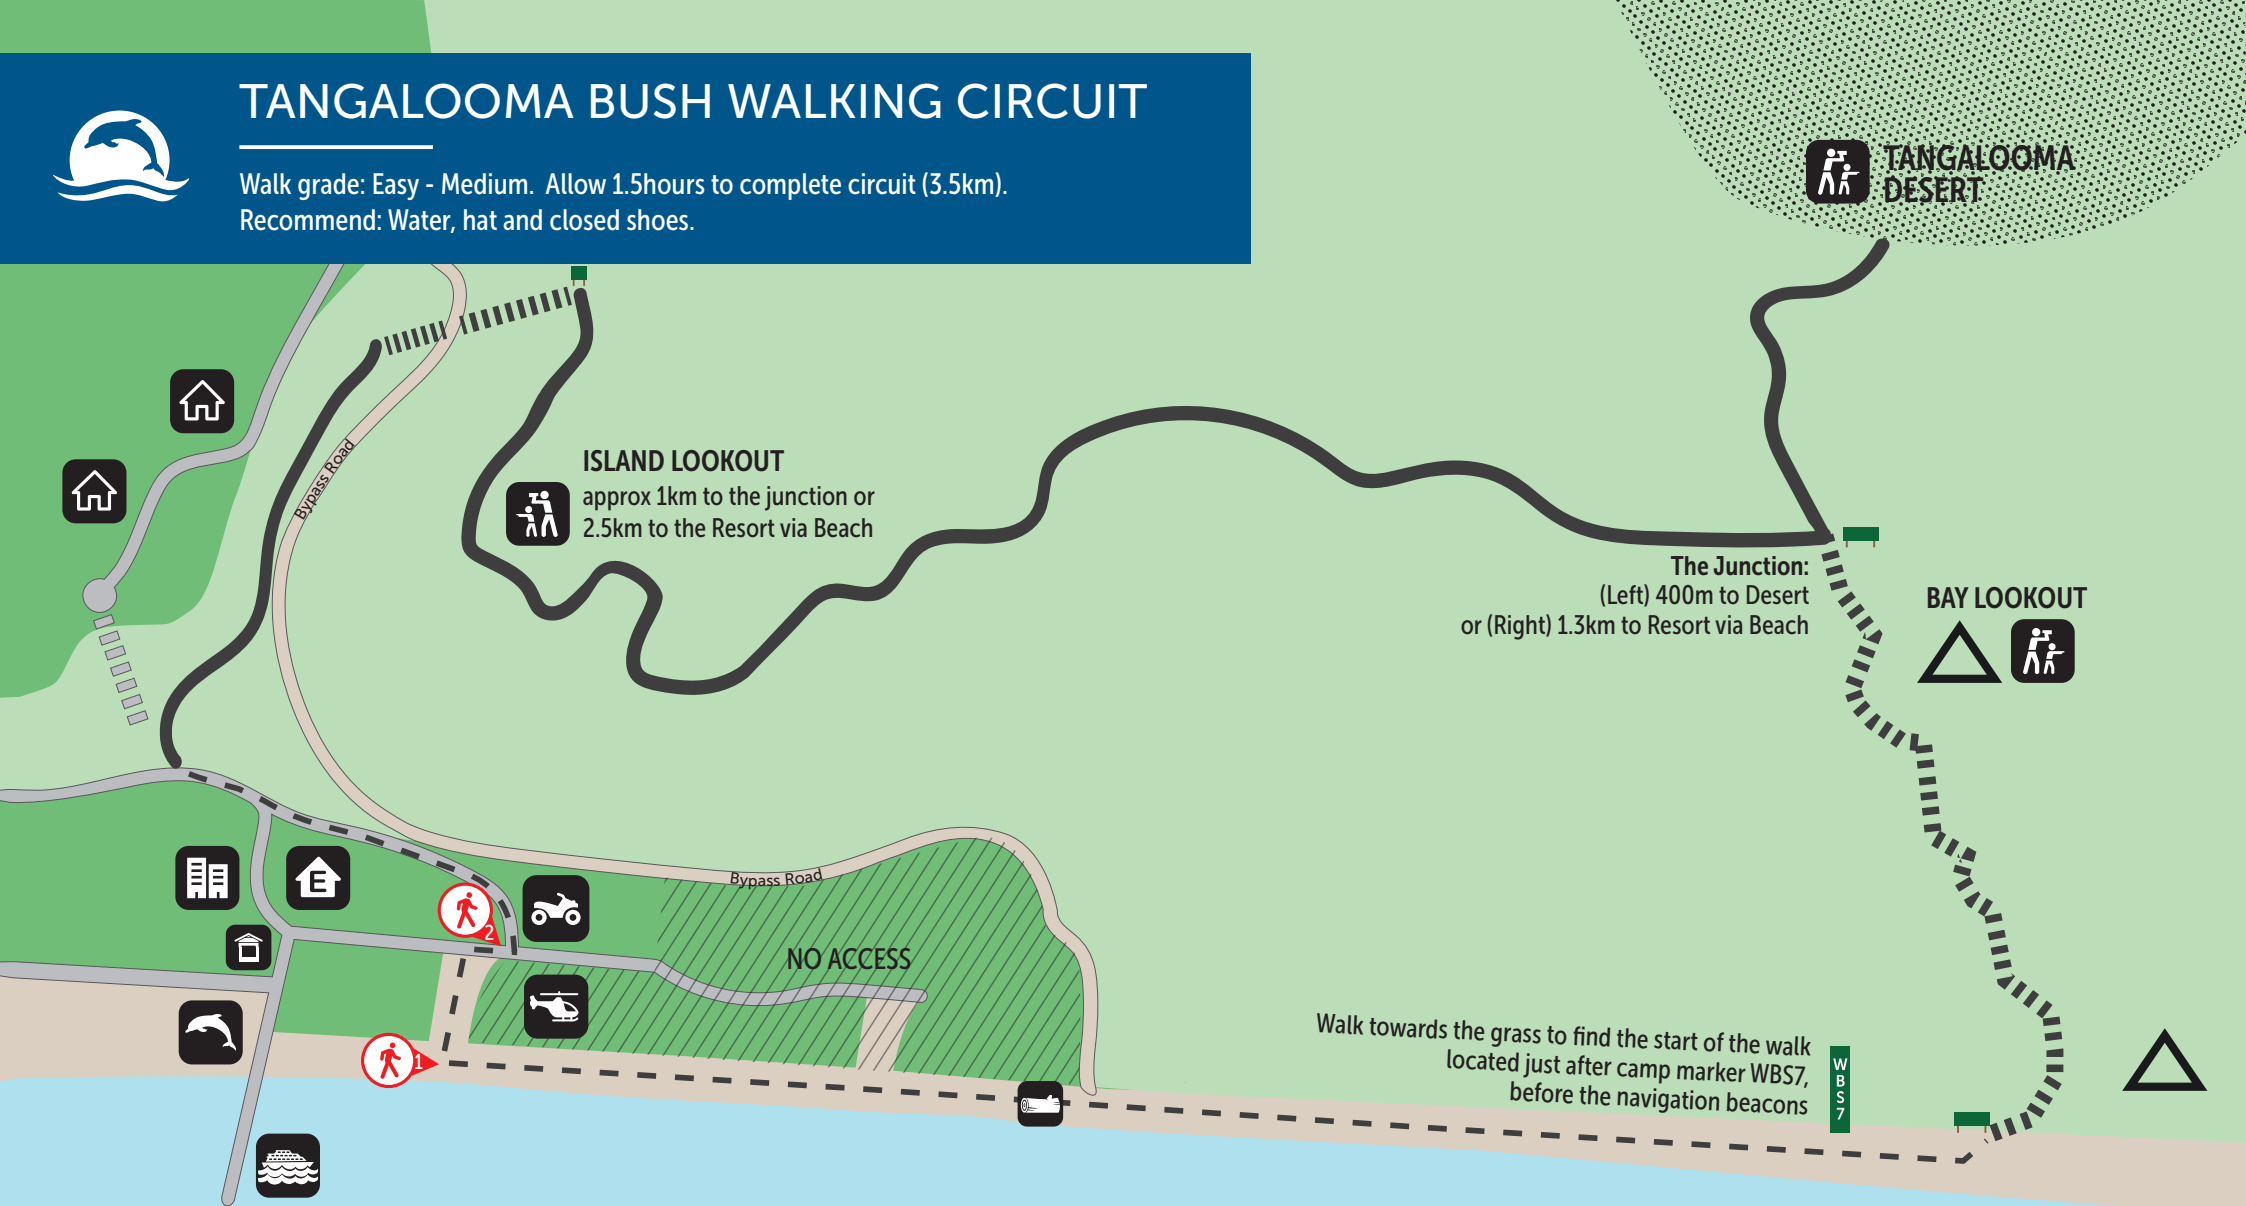 TANGALOOMA BUSH WALKING CIRCUIT
Walk grade: Easy - Medium. Allow 1.5hours to complete circuit (3.5km).
Recommend: Water, hat and closed shoes.
TANGALOOMA
DESERT
Bypass Road
ISLAND LOOKOUT
approx 1km to the junction or
2.5km to the Resort via Beach
The Junction:
(Left) 400m to Desert
or (Right) 1.3km to Resort via Beach
BAY LOOKOUT
E
2
Bypass Road
NO ACCESS
1
Walk towards the grass to find the start of the walk
located just after camp marker WBS7,
before the navigation beacons
W
B
S
7